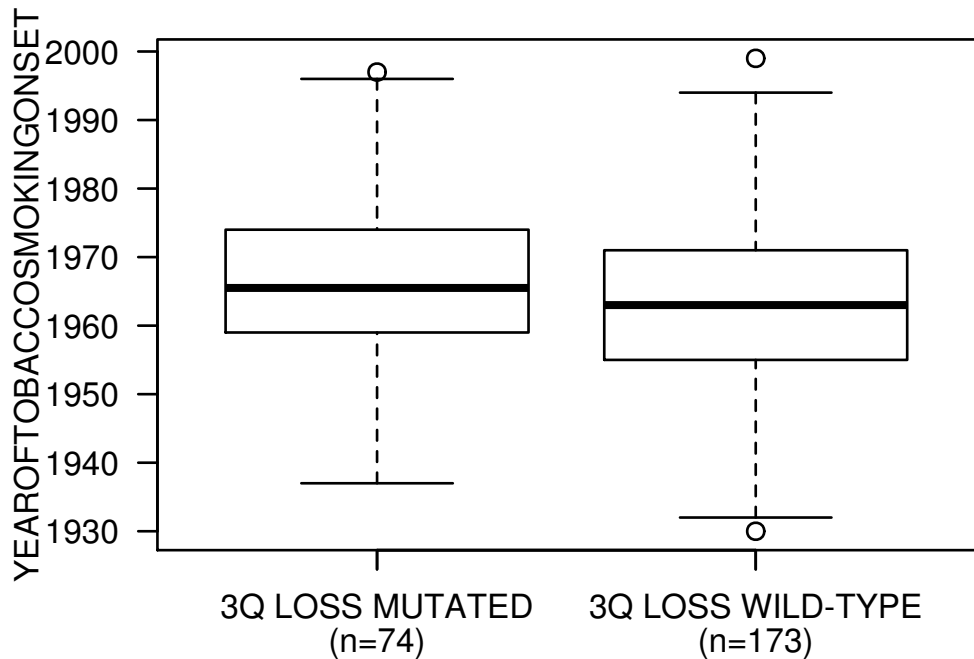 YEAROFTOBACCOSMOKINGONSET
2000
1990
1980
1970
1960
1950
1940
1930
3Q LOSS MUTATED
(n=74)
3Q LOSS WILD-TYPE
(n=173)